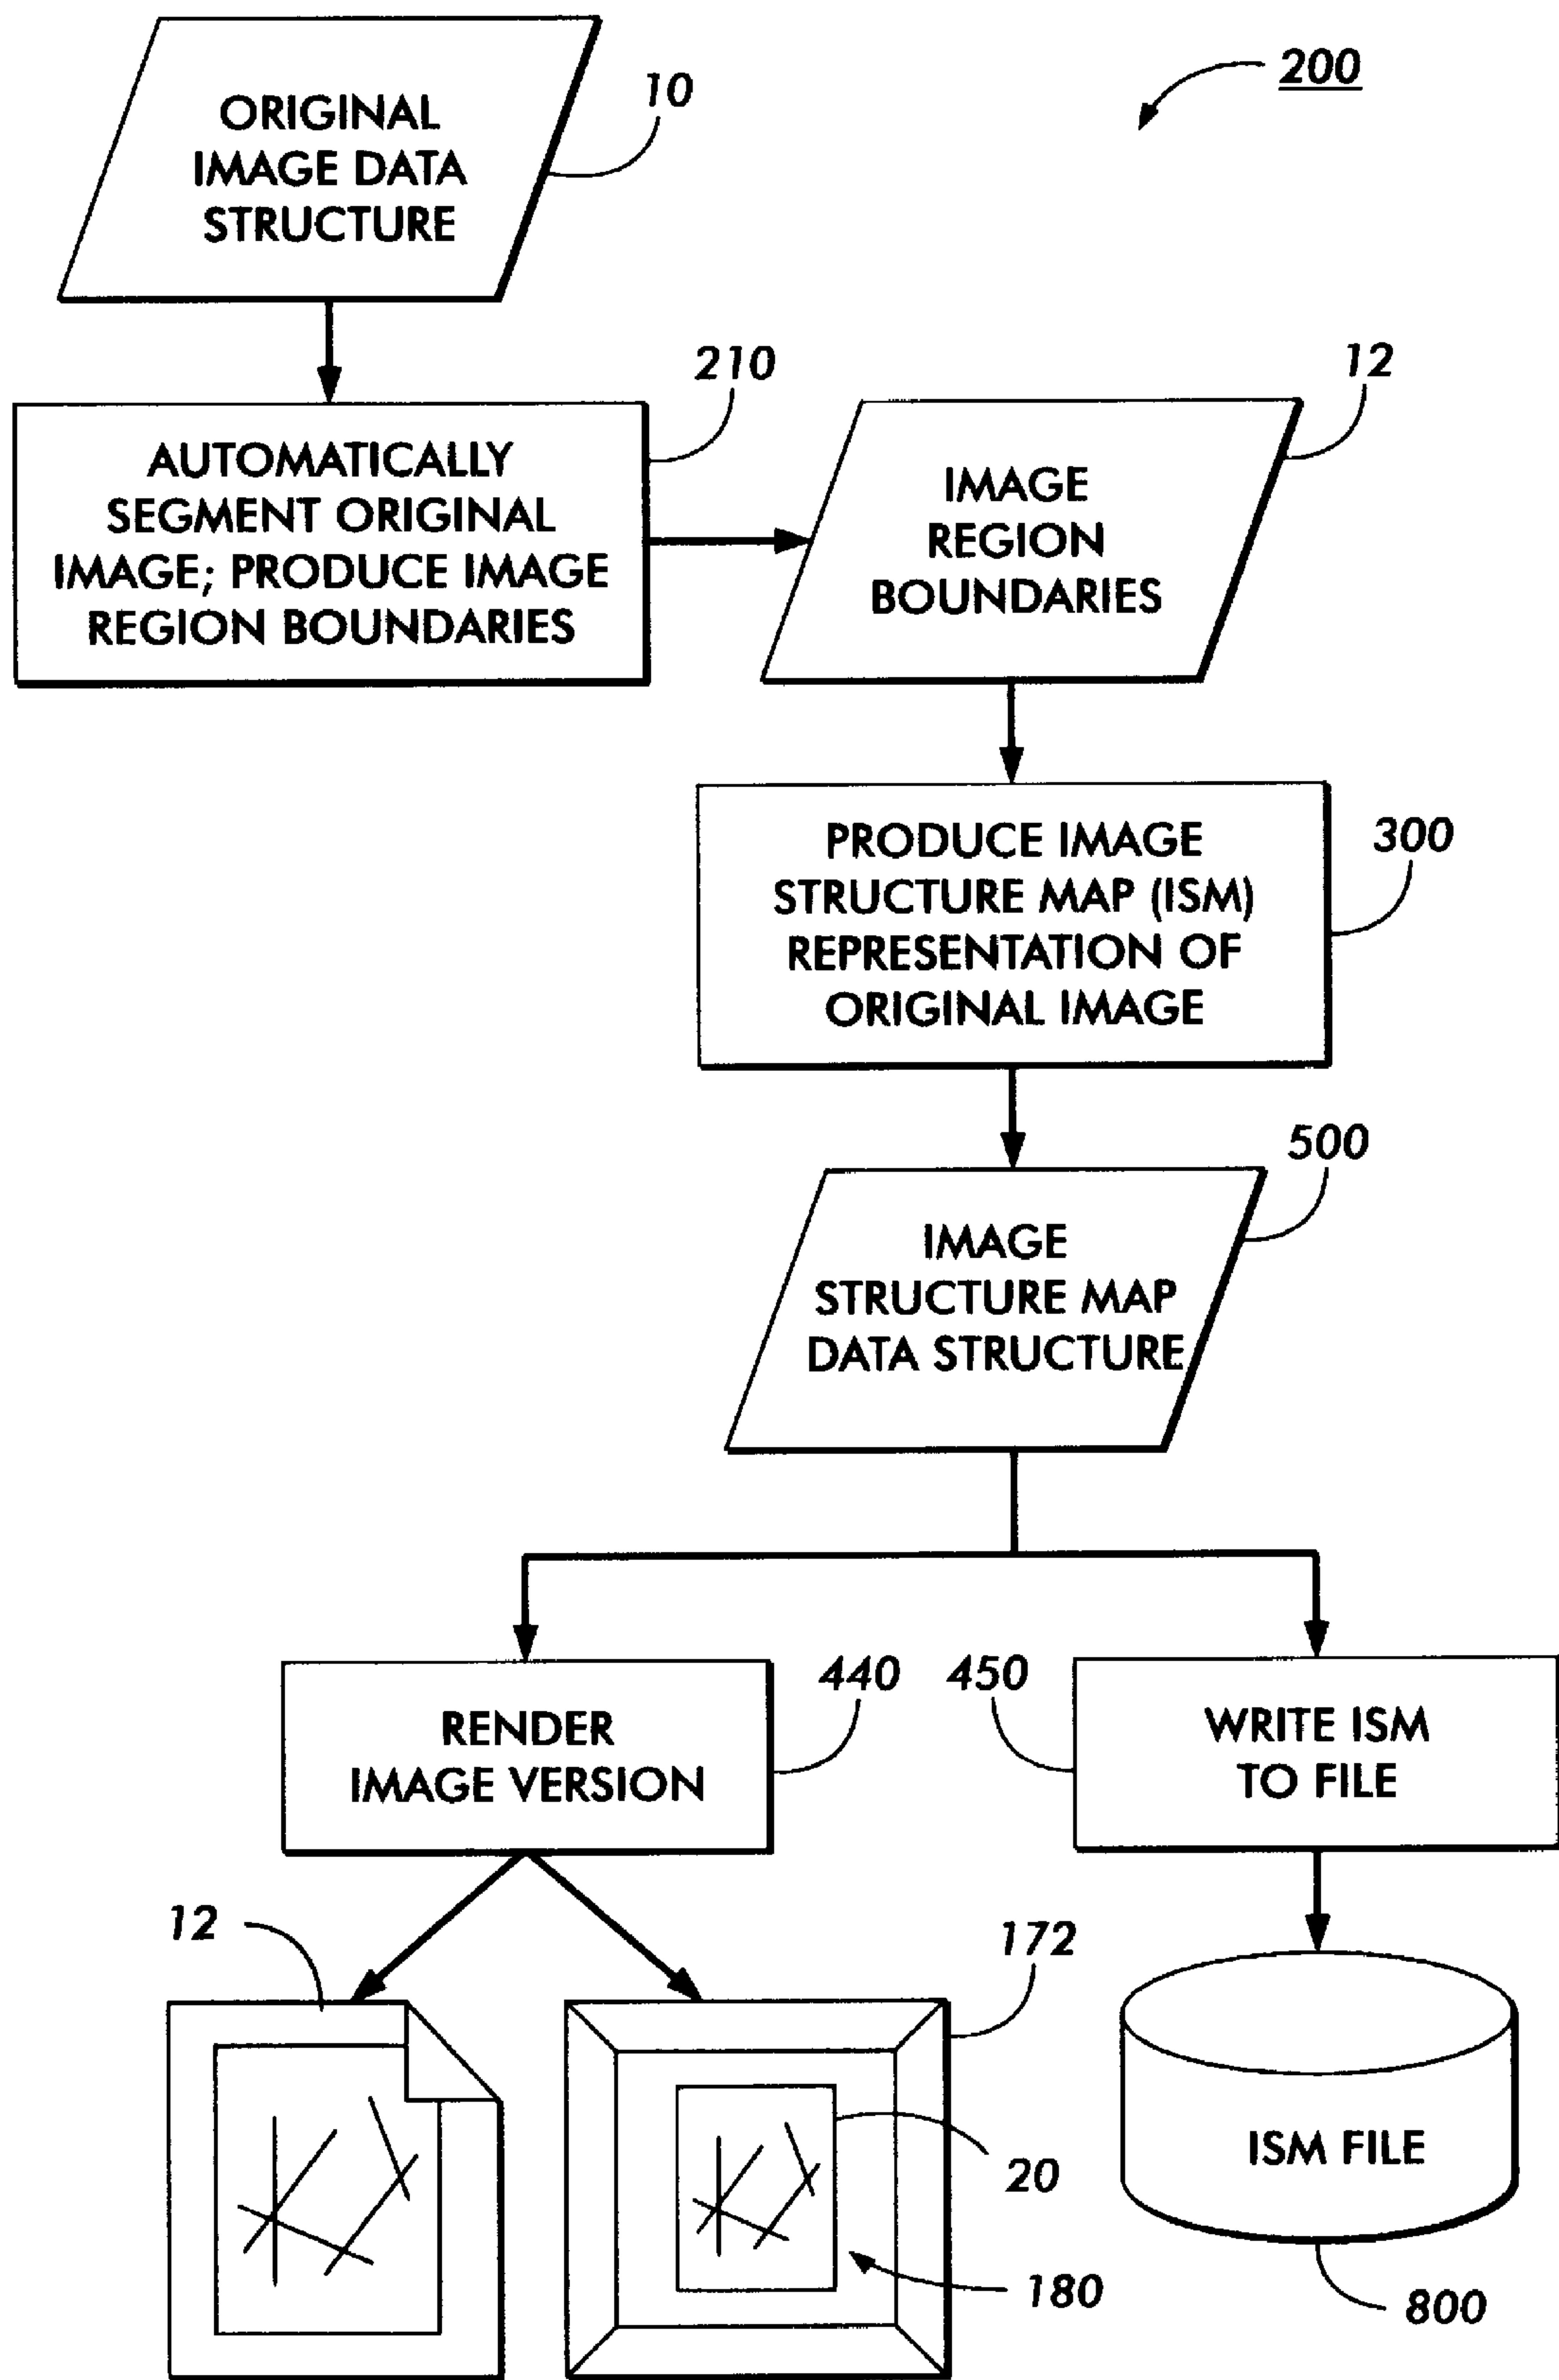 200
10
ORIGINAL
IMAGE DATA
STRUCTURE
210
AUTOMATICALLY
SEGMENT ORIGINAL
IMAGE; PRODUCE IMAGE
REGION BOUNDARIES
12
IMAGE
REGION
BOUNDARIES
300
PRODUCE IMAGE
STRUCTURE MAP (ISM)
REPRESENTATION OF
ORIGINAL IMAGE
500
IMAGE
STRUCTURE MAP
DATA STRUCTURE
440
RENDER
IMAGE VERSION
450
WRITE ISM
TO FILE
12
172
20
180
ISM FILE
800